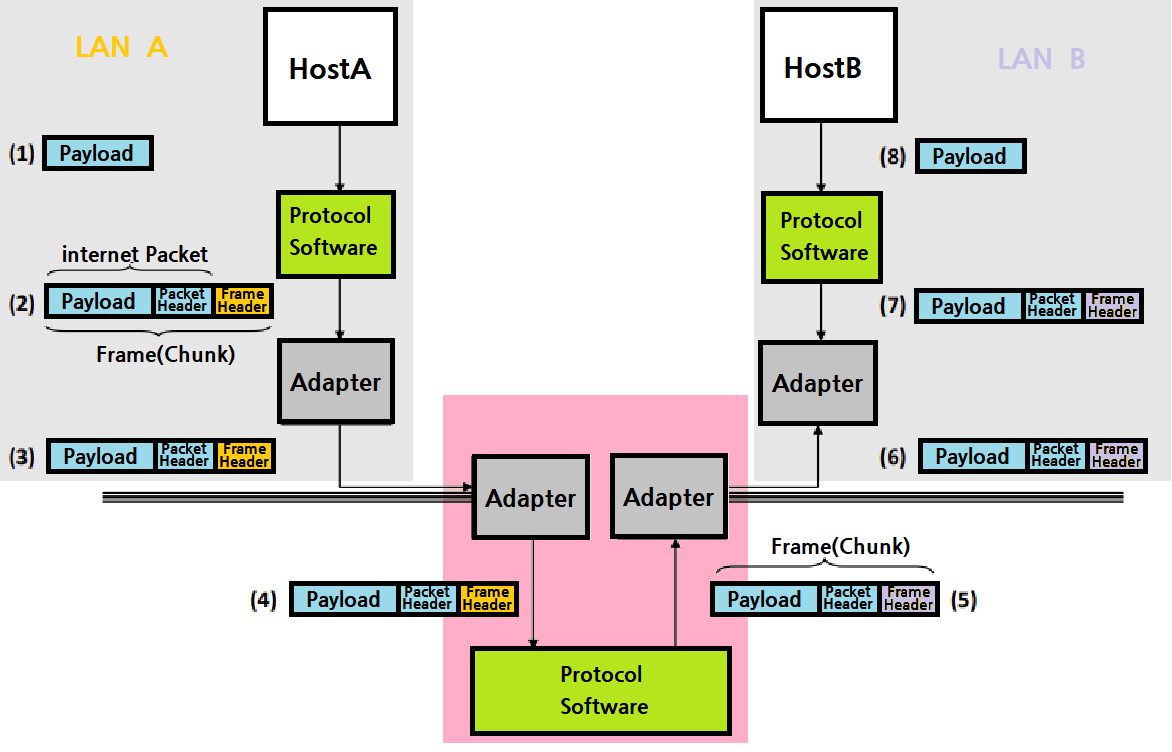 LAN A
HostA
HostB
LAN B
(1)
Payload
(8)
Payload
Protocol
Software
Protocol
Software
internet Packet
(2)
Payload
Packet
Header
Frame
Header
Frame(Chunk)
(7)
Payload
Packet
Header
Frame
Header
Adapter
Adapter
(3)
Payload
Packet
Header
Frame
Header
(6)
Payload
Packet
Header
Frame
Header
Adapter
Adapter
Frame(Chunk)
(4)
Payload
Packet
Header
Frame
Header
Payload
Packet
Header
Frame
Header
(5)
Protocol
Software